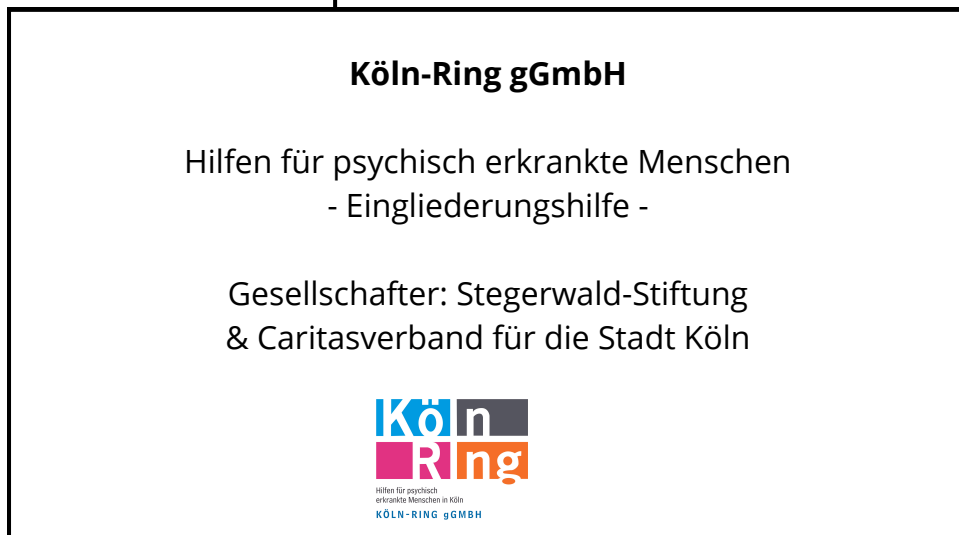 Köln-Ring gGmbH
Hilfen für psychisch erkrankte Menschen
- Eingliederungshilfe -
Gesellschafter: Stegerwald-Stiftung
& Caritasverband für die Stadt Köln
Köln
Ring
Hilfen für psychisch
erkrankte Menschen in Köln
KÖLN-RING gGMBH